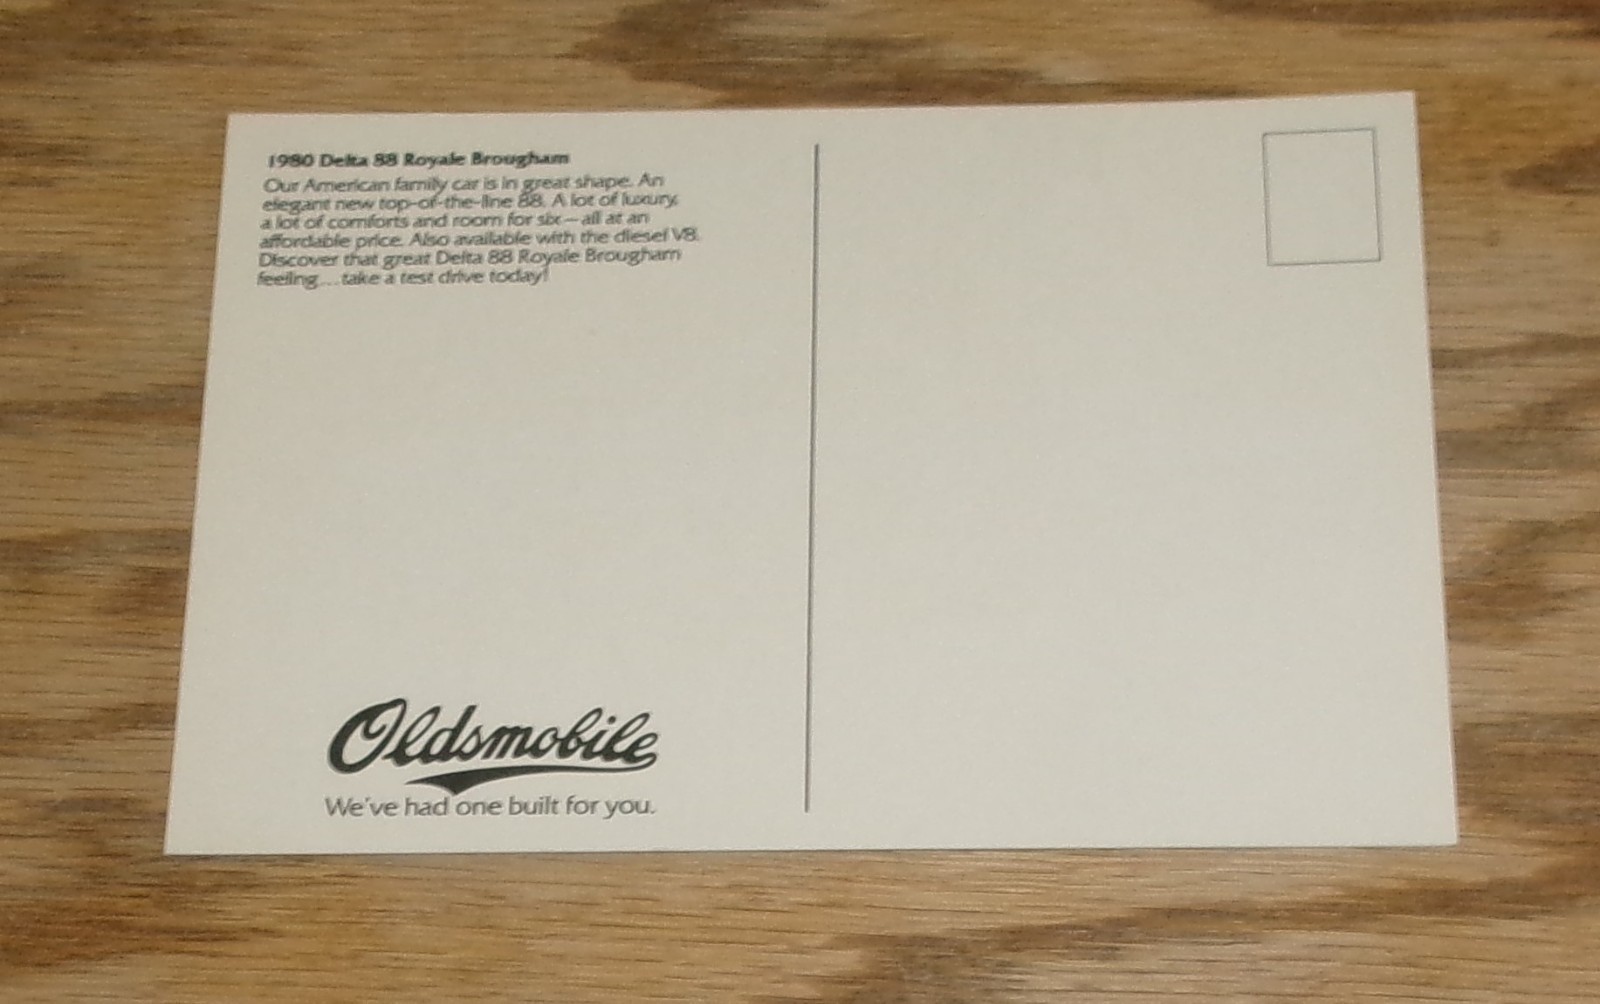 1980 Delta 88 Royale Brougham
Our American family car is in great shape. An
elegant new top-of-the-line 88. A lot of luxury,
a lot of comforts and room for six—all at an
affordable price. Also available with the diesel V8.
Discover that great Delta 88 Royale Brougham
feeling...take a test drive today!
Oldsmobile
We've had one built for you.